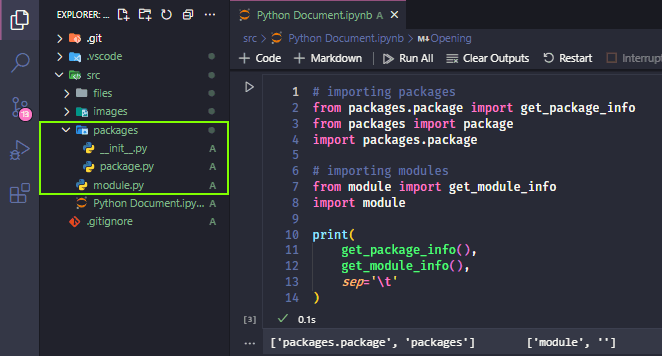 EXPLORER: ...
.git
.vscode A
src
files
images
packages
__init__.py A
package.py A
module.py A
Python Document.ipy... A
.gitignore A
19
Python Document.ipynb A
src > Python Document.ipynb > M↓Opening
+ Code + Markdown Run All Clear Outputs Restart Interrup
1 # importing packages
2 from packages.package import get_package_info
3 from packages import package
4 import packages.package
5
6 # importing modules
7 from module import get_module_info
8 import module
9
10 print(
11 get_package_info(),
12 get_module_info(),
13 sep='\t'
14 )
[3] 0.1s
... ['packages.package', 'packages'] ['module', '']